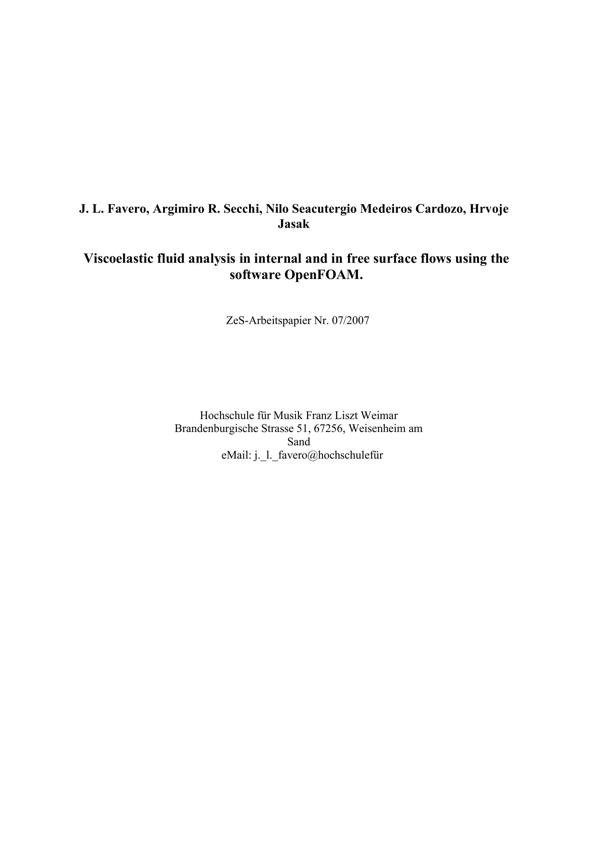 J. L. Favero, Argimiro R. Secchi, Nilo Seacutergio Medeiros Cardozo, Hrvoje
Jasak
Viscoelastic fluid analysis in internal and in free surface flows using the
software OpenFOAM.
ZeS-Arbeitspapier Nr. 07/2007
Hochschule für Musik Franz Liszt Weimar
Brandenburgische Strasse 51, 67256, Weisenheim am
Sand
eMail: j._l._favero@hochschulefür